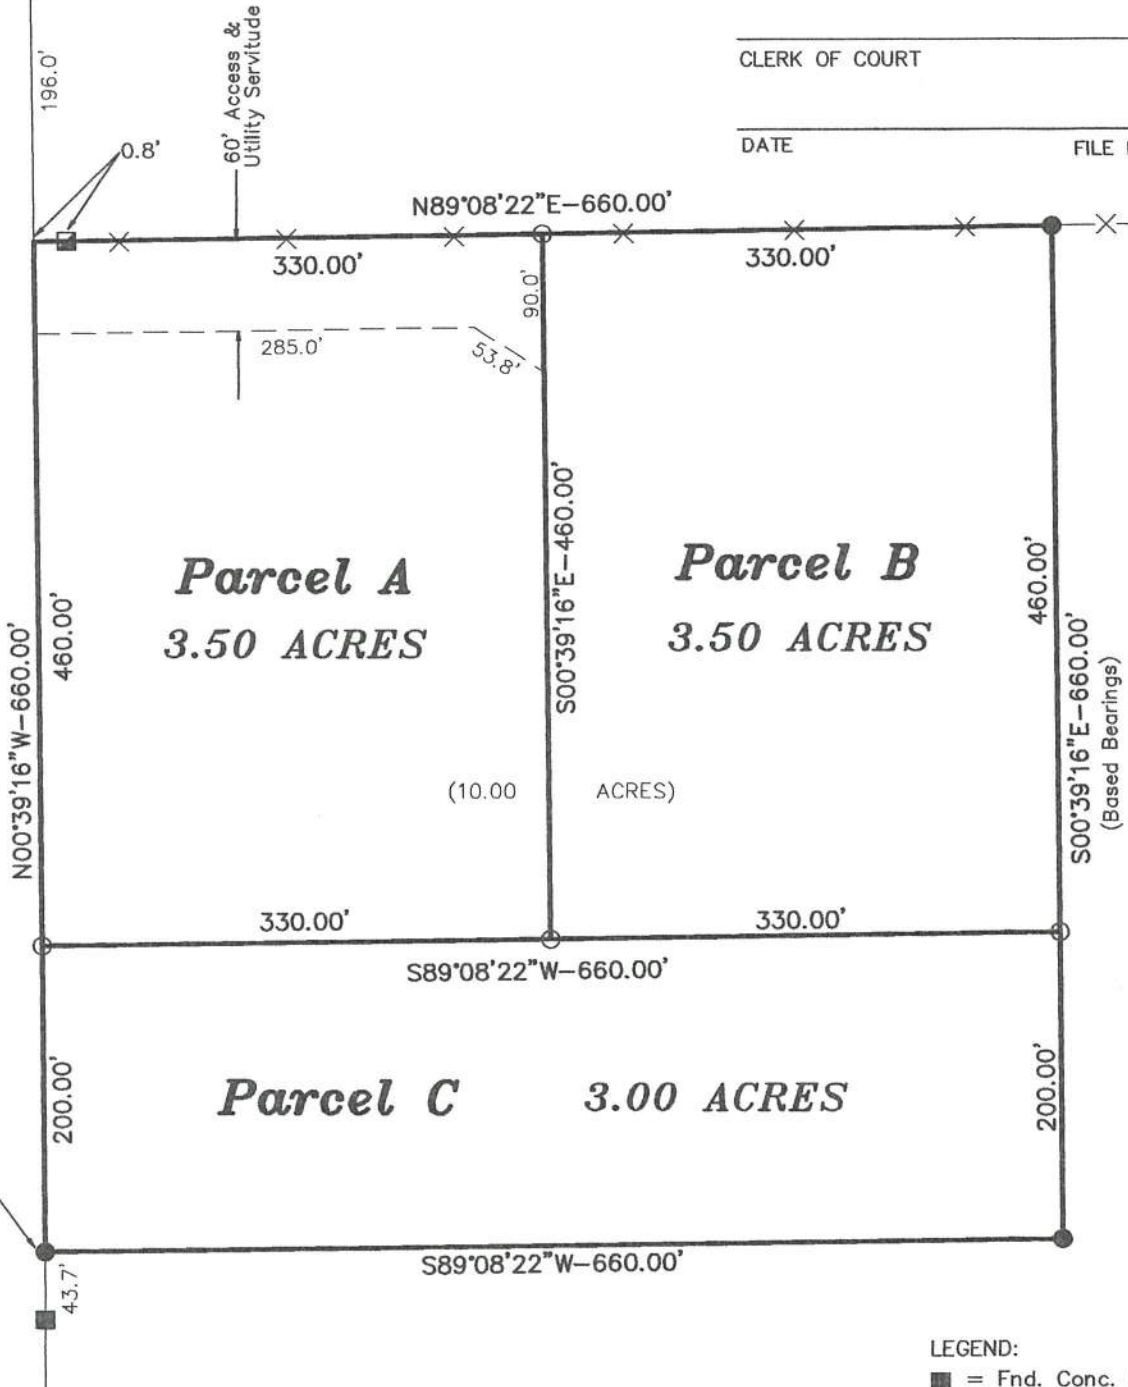 196.0'
60' Access &
Utility Servitude
CLERK OF COURT
DATE
FILE
0.8'
N89°08'22"E-660.00'
330.00'
330.00'
90.0'
285.0'
53.8'
Parcel A
3.50 ACRES
Parcel B
3.50 ACRES
N00°39'16"W-660.00'
460.00'
S00°39'16"E-460.00'
460.00'
S00°39'16"E-660.00'
(Based Bearings)
(10.00 ACRES)
330.00'
330.00'
S89°08'22"W-660.00'
200.00'
Parcel C 3.00 ACRES
200.00'
S89°08'22"W-660.00'
43.7'
LEGEND:
= Fnd. Conc.